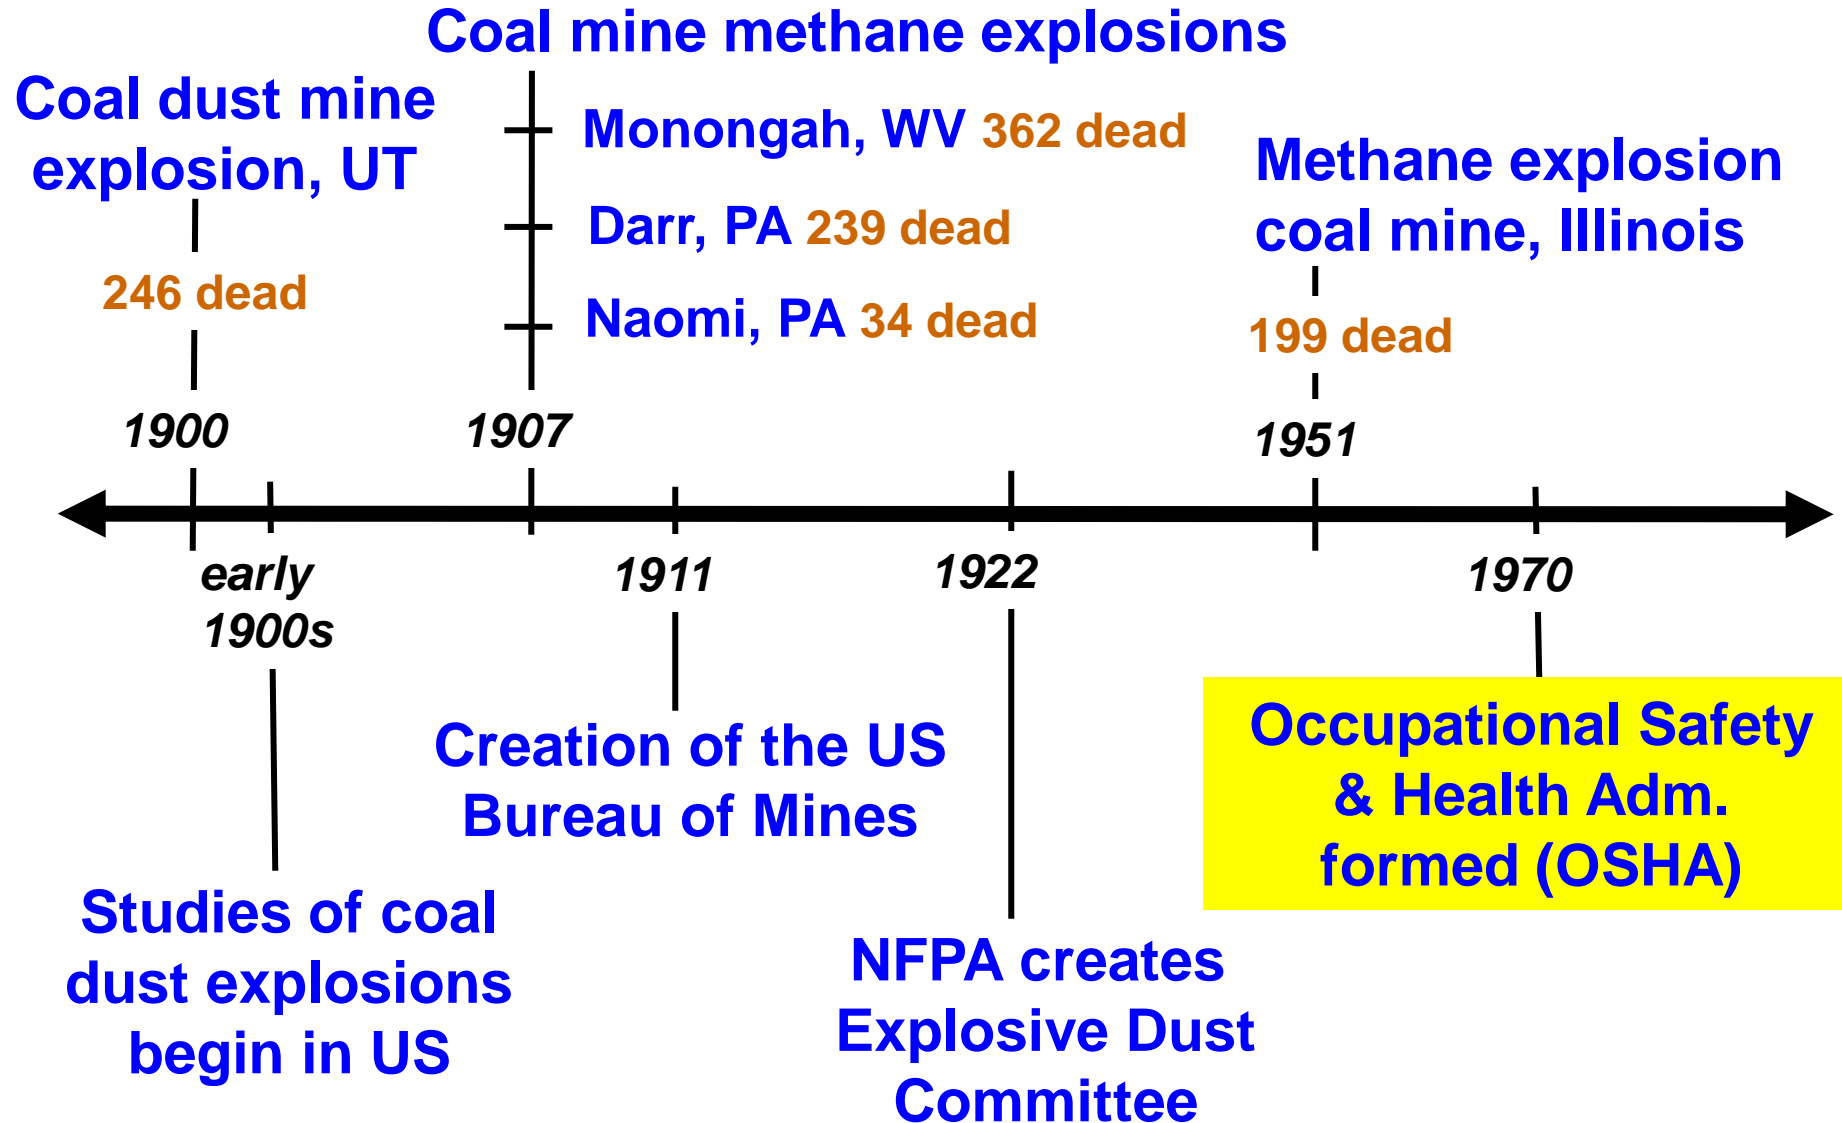 Coal mine methane explosions
Coal dust mine
explosion, UT
246 dead
1900
Monongah, WV 362 dead
Darr, PA 239 dead
Naomi, PA 34 dead
1907
Methane explosion
coal mine, Illinois
199 dead
1951
early
1900s
Studies of coal
dust explosions
begin in US
1911
Creation of the US
Bureau of Mines
1922
NFPA creates
Explosive Dust
Committee
1970
Occupational Safety
& Health Adm.
formed (OSHA)